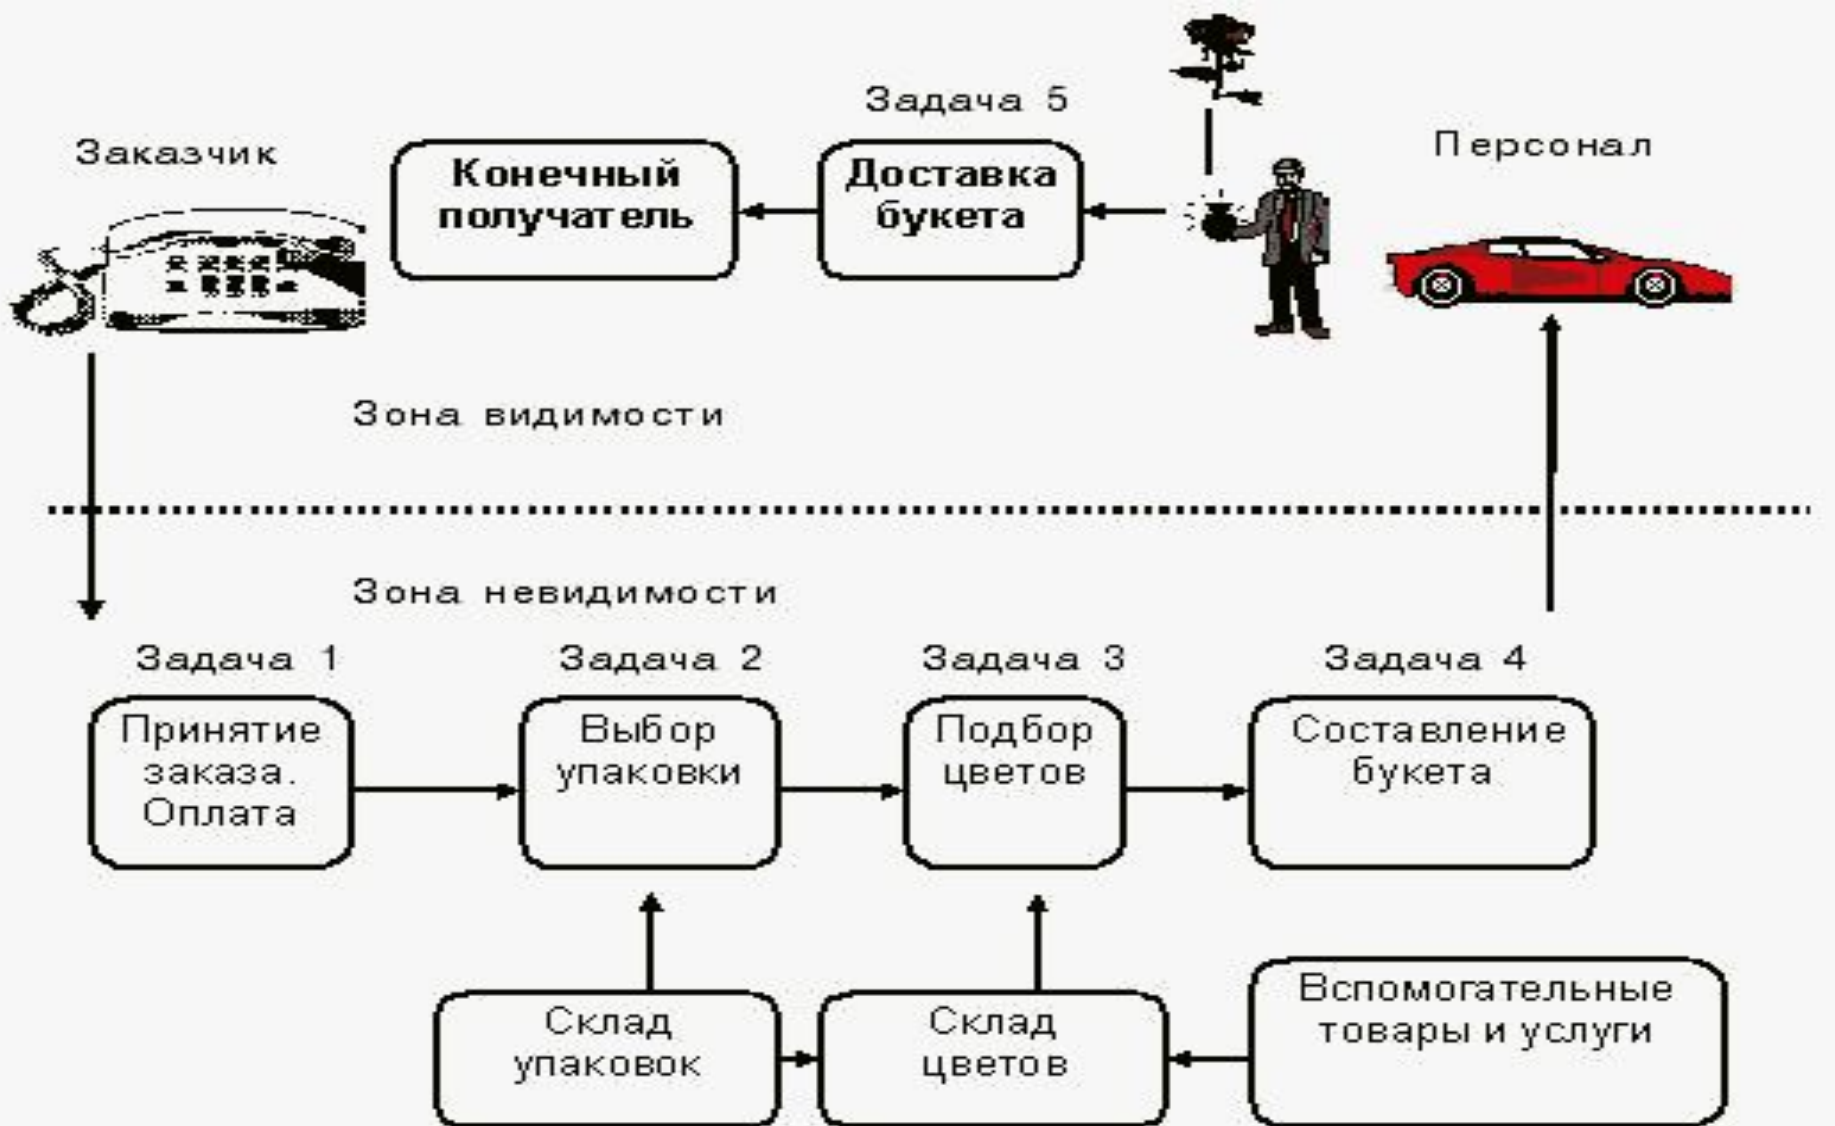 Задача 5
Заказчик
Персонал
Конечный
получатель
Доставка
букета
Зона видимости
Зона невидимости
Задача 1
Задача 2
Задача 3
Задача 4
Принятие
заказа.
Оплата
Выбор
упаковки
Подбор
цветов
Составление
букета
Склад
упаковок
Склад
цветов
Вспомогательные
товары и услуги